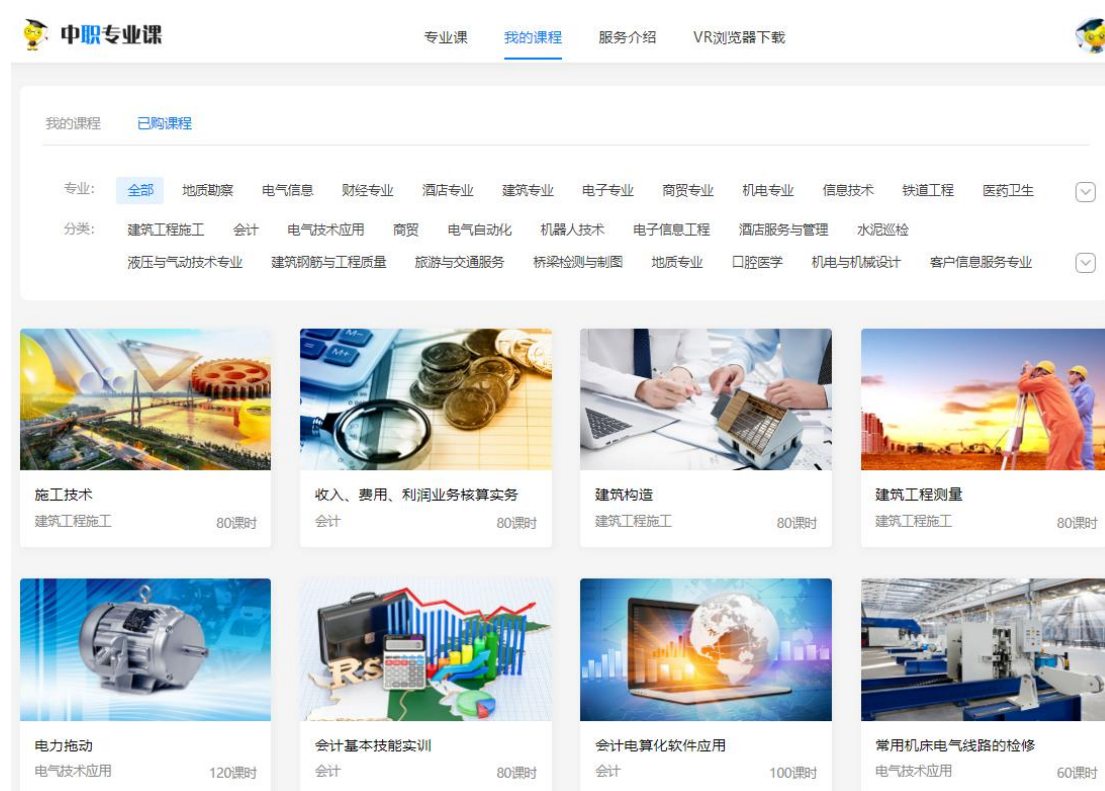 中职专业课
专业课 我的课程 服务介绍 VR浏览器下载
我的课程 已购课程
专业: 全部 地质勘察 电气信息 财经专业 酒店专业 建筑专业 电子专业 商贸专业 机电专业 信息技术 铁道工程 医药卫生
分类: 建筑工程施工 会计 电气技术应用 商贸 电气自动化 机器人技术 电子信息工程 酒店服务与管理 水泥巡检
液压与气动技术专业 建筑钢筋与工程质量 旅游与交通服务 桥梁检测与制图 地质专业 口腔医学 机电与机械设计 客户信息服务专业
M+
Rs
施工技术
建筑工程施工 80课时
收入、费用、利润业务核算实务
会计 80课时
建筑构造
建筑工程施工 80课时
建筑工程测量
建筑工程施工 80课时
电力拖动
电气技术应用 120课时
会计基本技能实训
会计 80课时
会计电算化软件应用
会计 100课时
常用机床电气线路的检修
电气技术应用 60课时